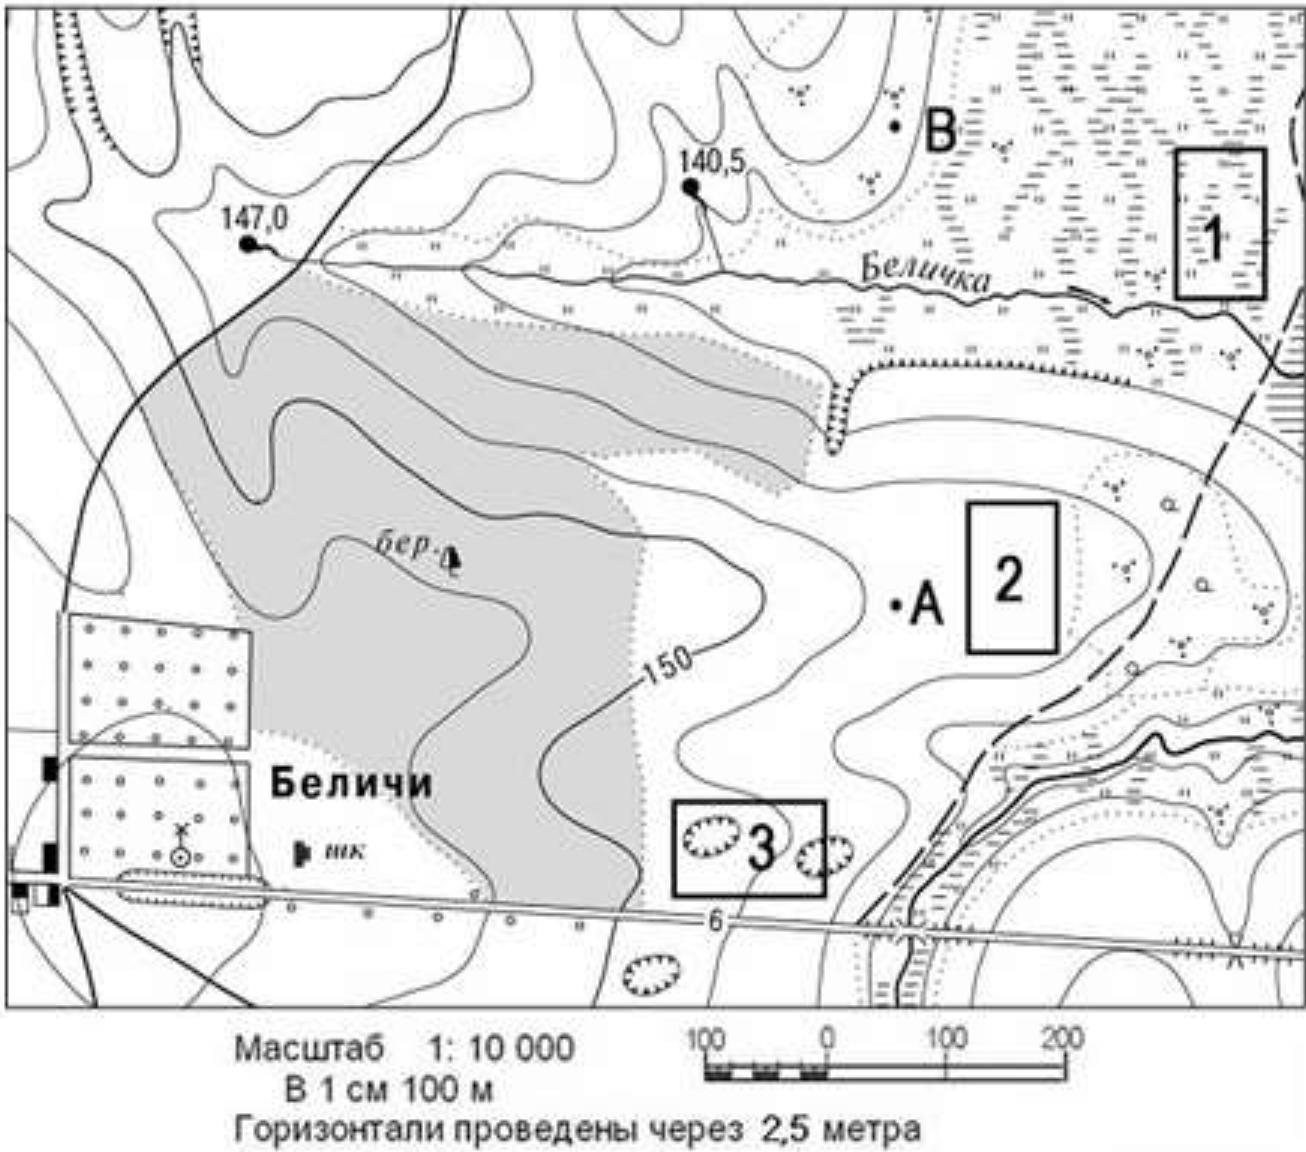 В
140,5
1
147,0
Беличка
бер.
2
А
150
Беличи
3
шк
6
Масштаб 1: 10 000
100 0 100 200
В 1 см 100 м
Горизонтали проведены через 2,5 метра